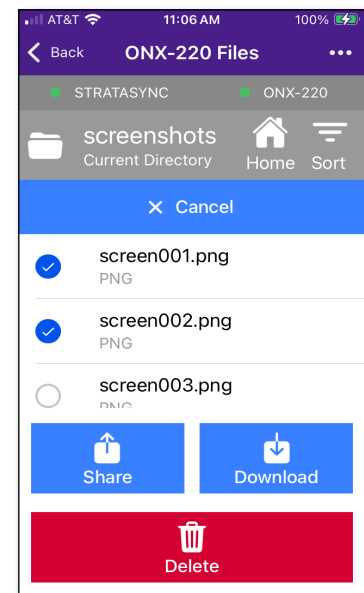 AT&T 11:06 AM 100%
Back ONX-220 Files
STRATASYNC ONX-220
screenshots
Current Directory Home Sort
Cancel
screen001.png
PNG
screen002.png
PNG
screen003.png
PNG
Share Download
Delete